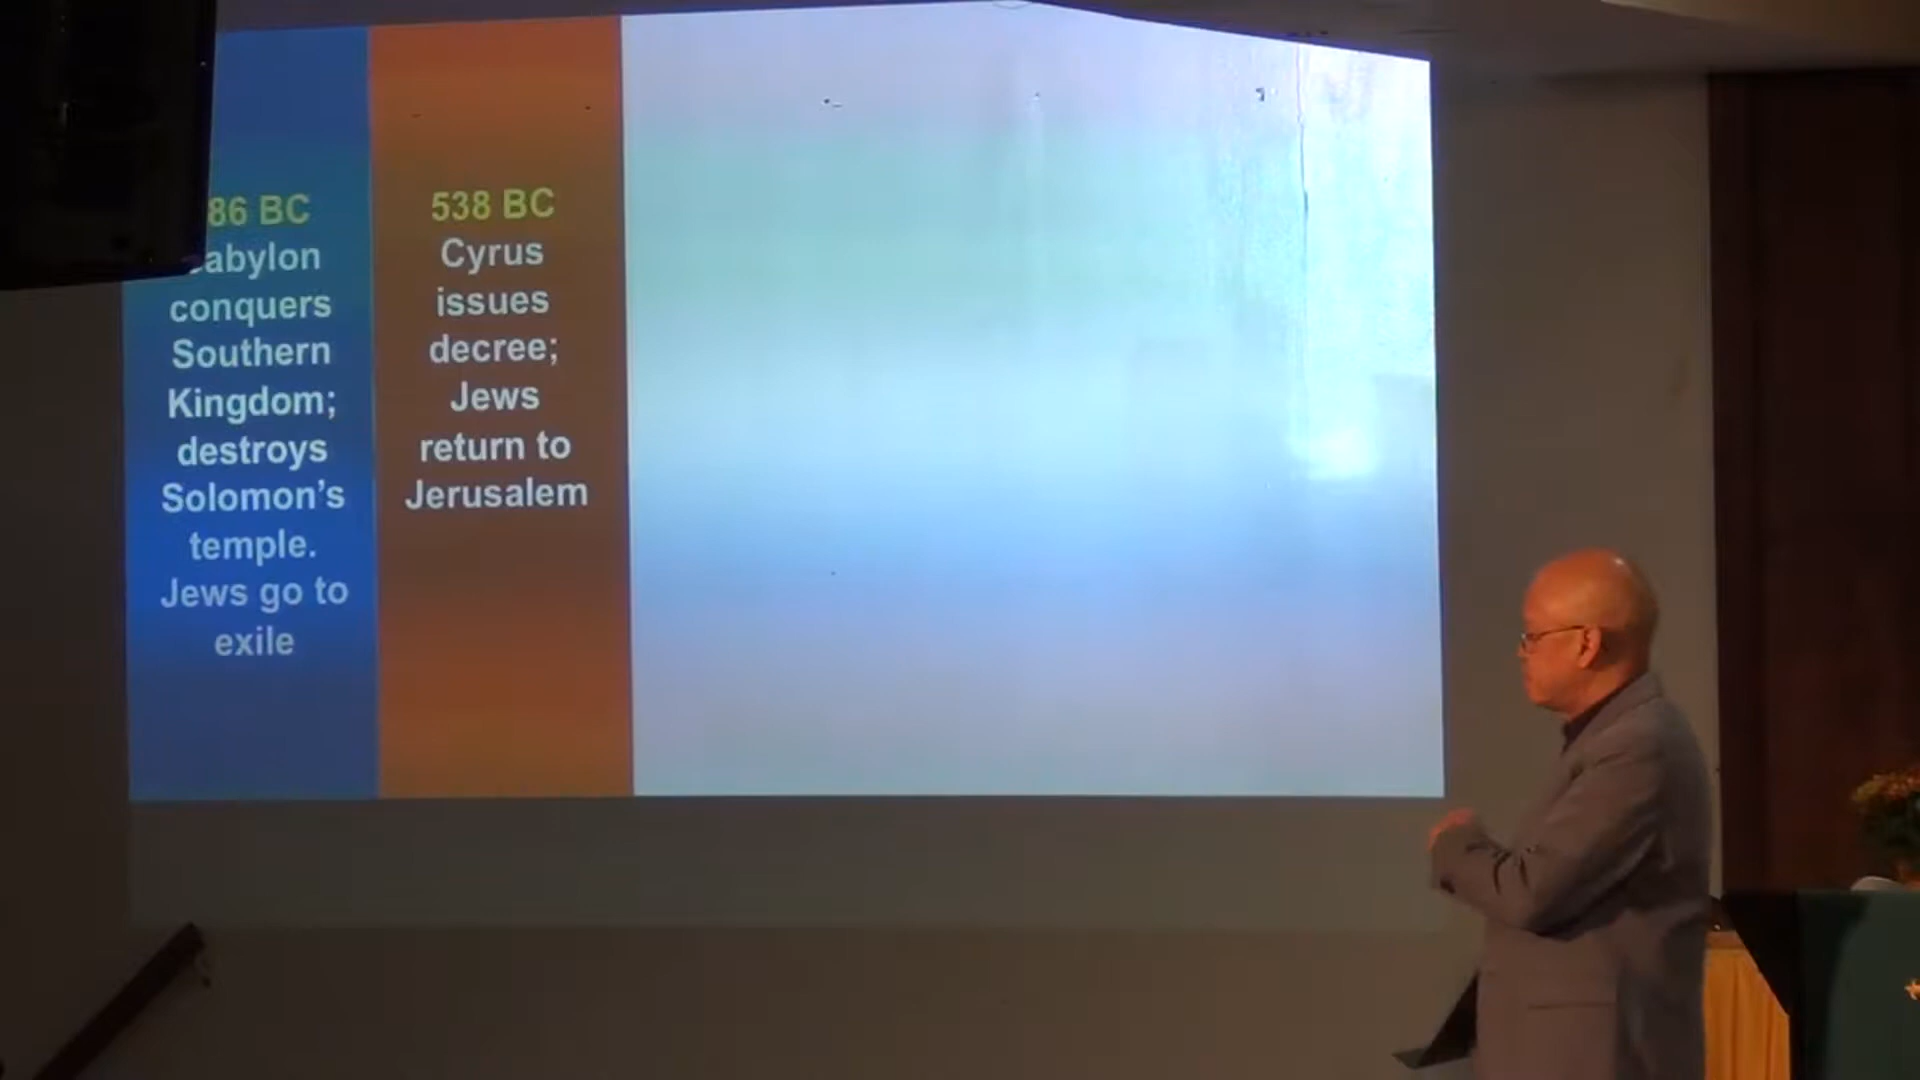 86 BC
abylon
conquers
Southern
Kingdom;
destroys
Solomon’s
temple.
Jews go to
exile
538 BC
Cyrus
issues
decree;
Jews
return to
Jerusalem